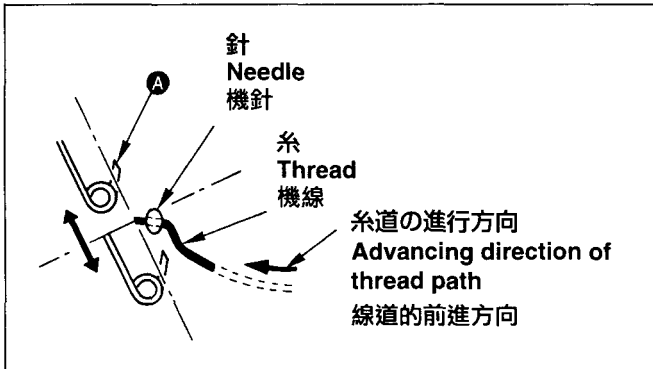 針
Needle
機針
A
糸
Thread
機線
糸道の進行方向
Advancing direction of
thread path
線道的前進方向